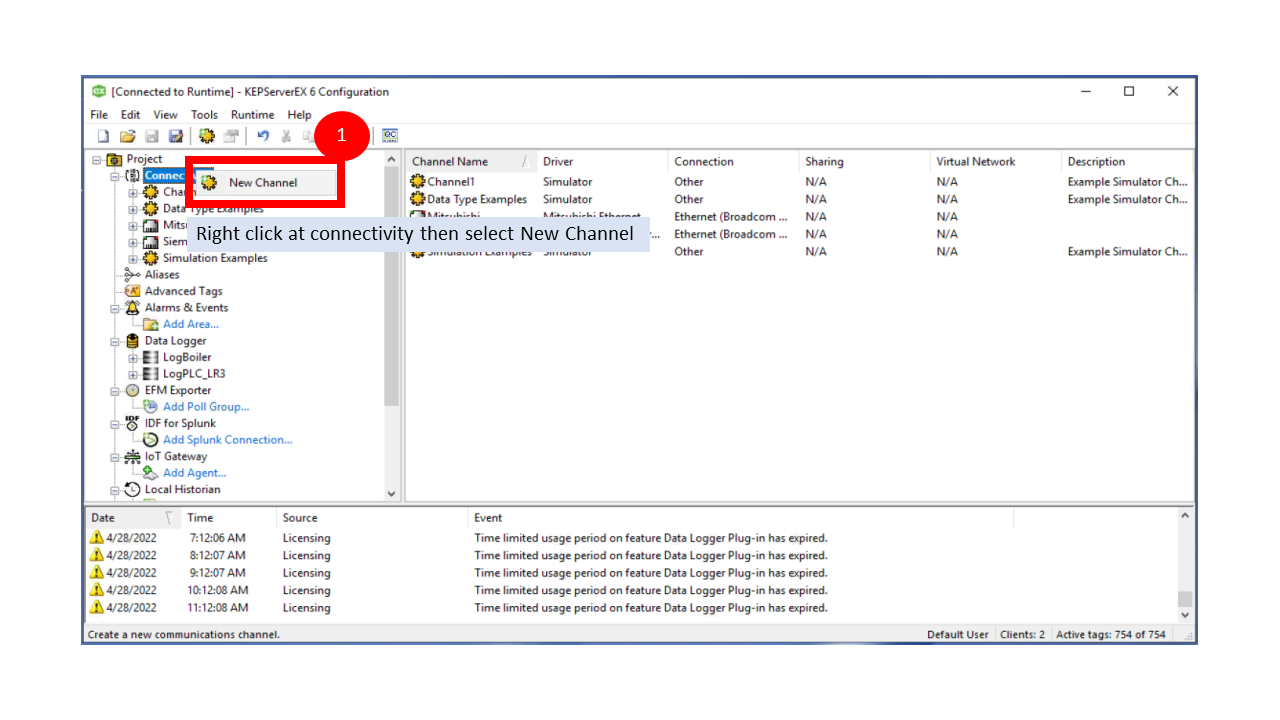 [Connected to Runtime] - KEPServerEX 6 Configuration
File Edit View Tools Runtime Help
1
Project
New Channel
Data Type Examples
Right click at connectivity then select New Channel
Simulation Examples
Aliases
Advanced Tags
Alarms & Events
Add Area...
Data Logger
LogBoiler
LogPLC_LR3
EFM Exporter
Add Poll Group...
IDF for Splunk
Add Splunk Connection...
IoT Gateway
Add Agent...
Local Historian
Channel Name / Driver Connection Sharing Virtual Network Description
Channel1 Simulator Other N/A N/A Example Simulator Ch...
Data Type Examples Simulator Other N/A N/A Example Simulator Ch...
Mitsubishi Mitsubishi Ethernet Ethernet (Broadcom ... N/A N/A
Ethernet (Broadcom ... N/A N/A
Simulation Examples Simulator Other N/A N/A Example Simulator Ch...
Date Time Source Event
4/28/2022 7:12:06 AM Licensing Time limited usage period on feature Data Logger Plug-in has expired.
4/28/2022 8:12:07 AM Licensing Time limited usage period on feature Data Logger Plug-in has expired.
4/28/2022 9:12:07 AM Licensing Time limited usage period on feature Data Logger Plug-in has expired.
4/28/2022 10:12:08 AM Licensing Time limited usage period on feature Data Logger Plug-in has expired.
4/28/2022 11:12:08 AM Licensing Time limited usage period on feature Data Logger Plug-in has expired.
Create a new communications channel. Default User Clients: 2 Active tags: 754 of 754